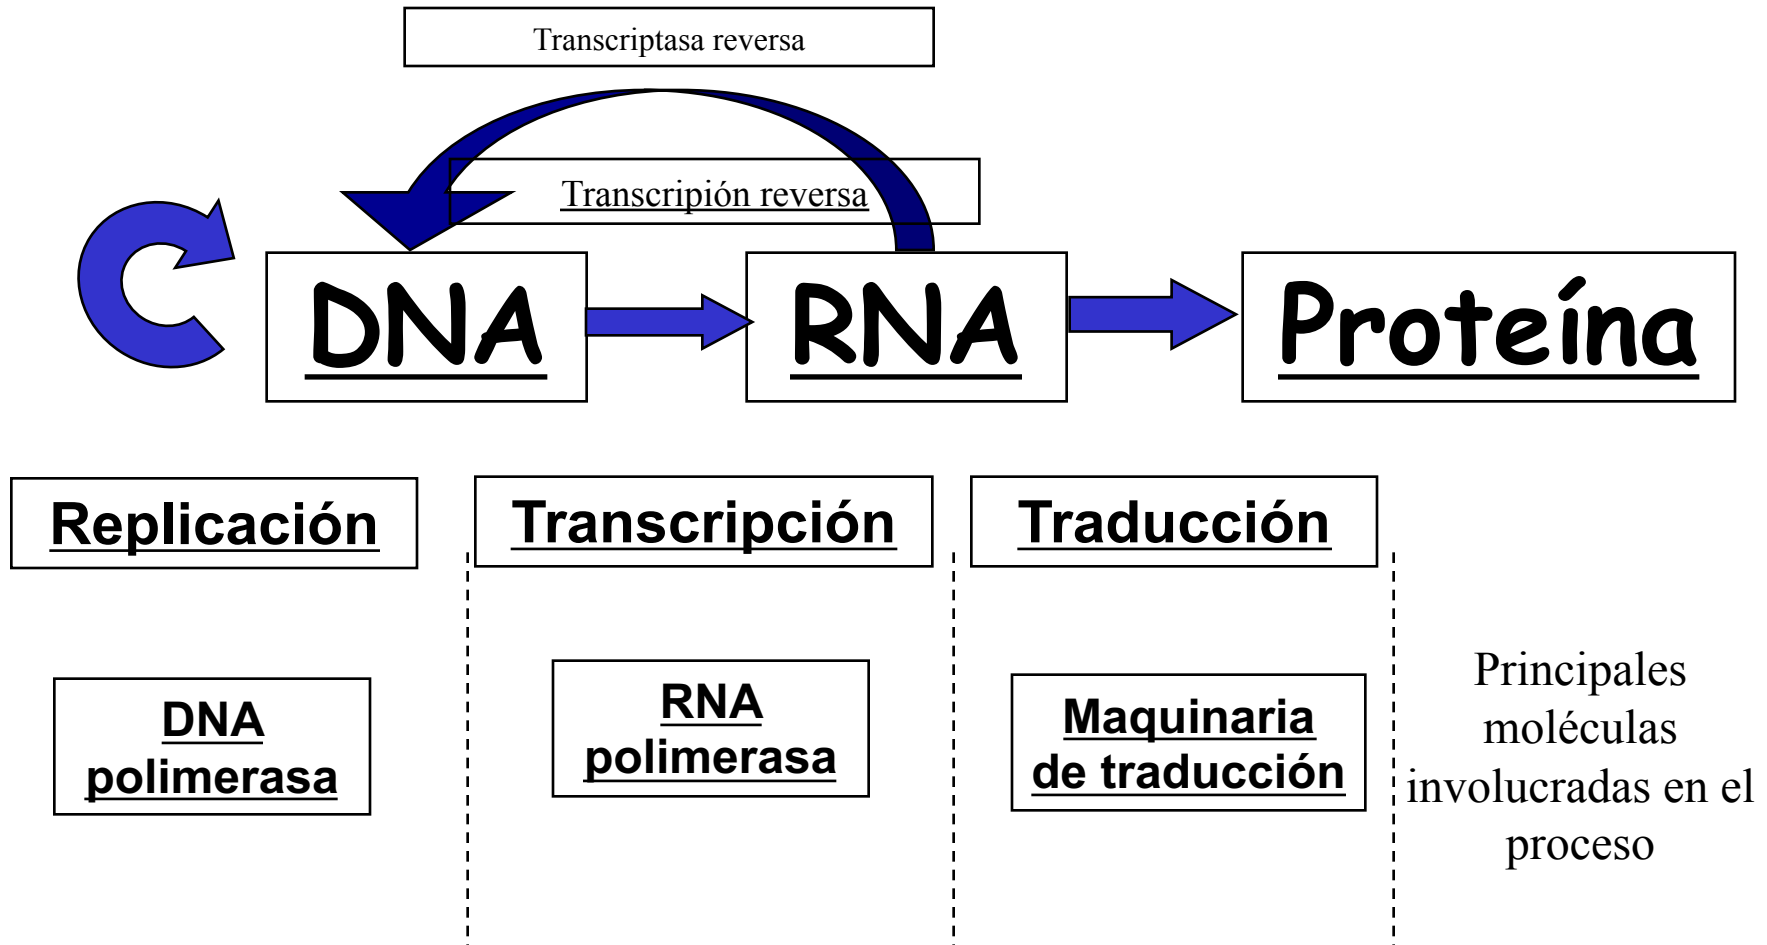 Transcriptasa reversa
Transcripión reversa
DNA
RNA
Proteína
Replicación
Transcripción
Traducción
DNA
polimerasa
RNA
polimerasa
Maquinaria
de traducción
Principales
moléculas
involucradas en el
proceso